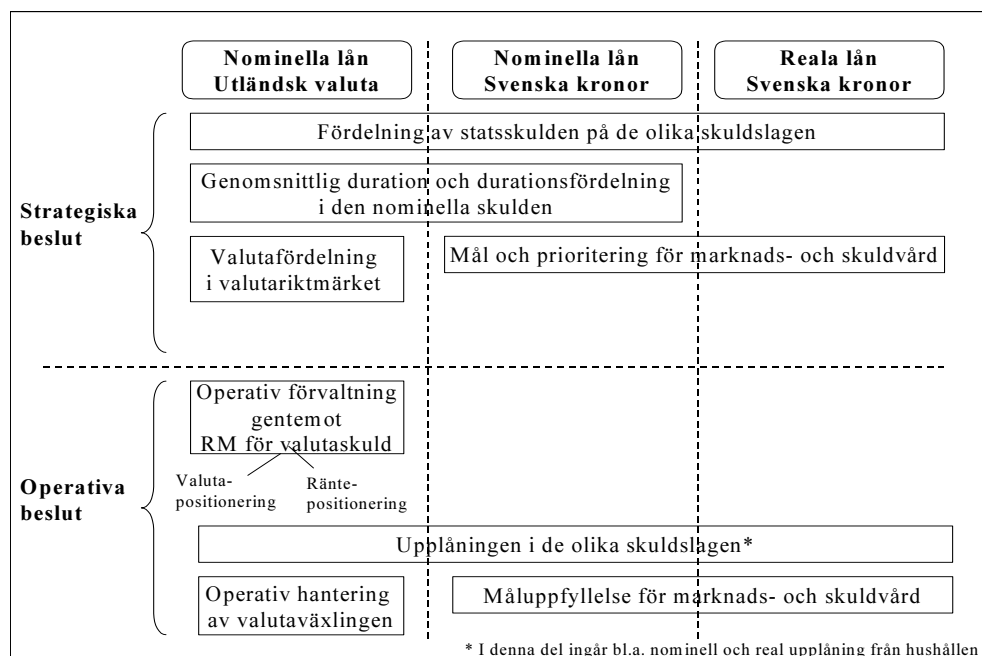 Nominella lån
Utländsk valuta
Nominella lån
Svenska kronor
Reala lån
Svenska kronor
Fördelning av statsskulden på de olika skuldslagen
Genomsnittlig duration och durationsfördelning
i den nominella skulden
Strategiska
beslut
Valutafördelning
i valutariktmärket
Mål och prioritering för marknads- och skuldvård
Operativ förvaltning
gentemot
RM för valutaskuld
Valuta-
positionering
Ränte-
positionering
Operativa
beslut
Upplåningen i de olika skuldslagen*
Operativ hantering
av valutaväxlingen
Måluppfyllelse för marknads- och skuldvård
* I denna del ingår bl.a. nominell och real upplåning från hushållen